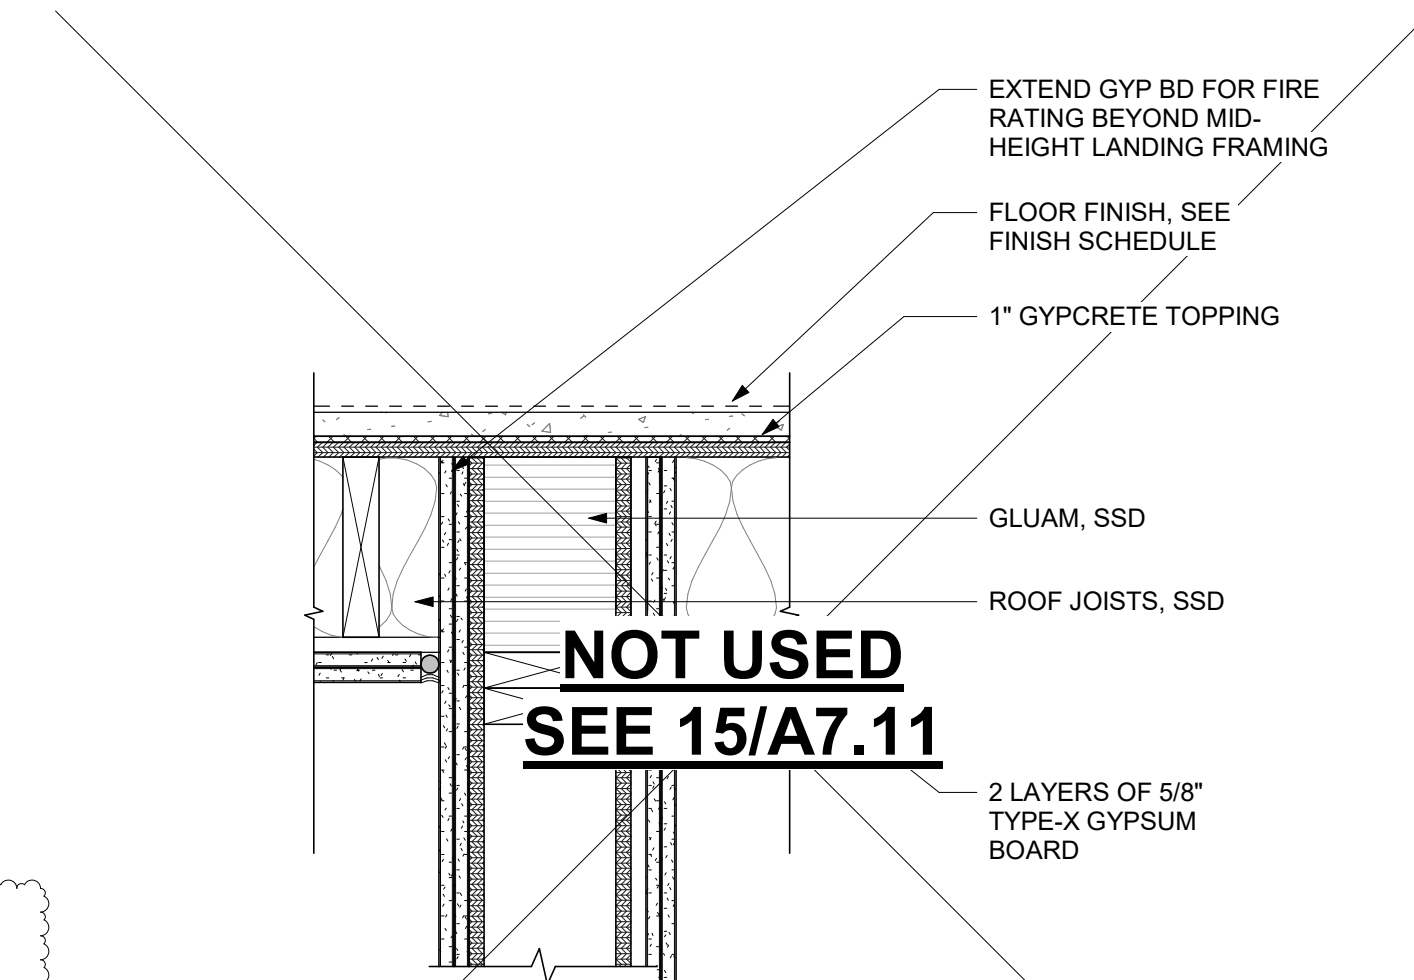 EXTEND GYP BD FOR FIRE
RATING BEYOND MID-
HEIGHT LANDING FRAMING
FLOOR FINISH, SEE
FINISH SCHEDULE
1" GYPCRETE TOPPING
GLUAM, SSD
ROOF JOISTS, SSD
NOT USED
SEE 15/A7.11
2 LAYERS OF 5/8"
TYPE-X GYPSUM
BOARD